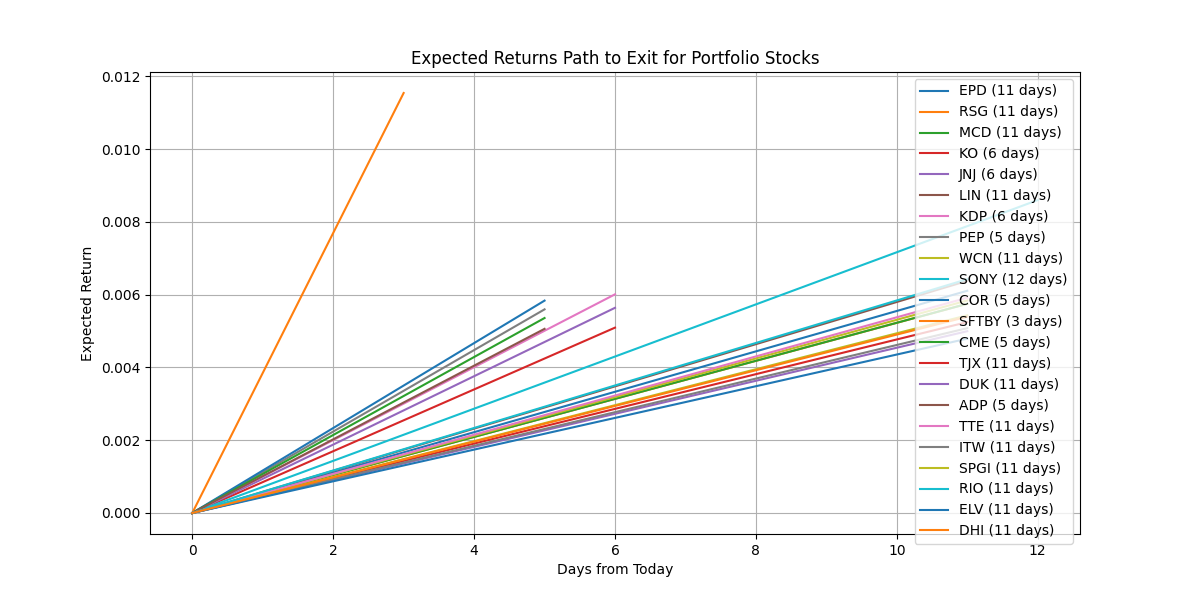 Expected Returns Path to Exit for Portfolio Stocks
0.012
0.010
0.008
0.006
0.004
0.002
0.000
Expected Return
0
2
4
6
8
10
12
Days from Today
EPD (11 days)
RSG (11 days)
MCD (11 days)
KO (6 days)
JNJ (6 days)
LIN (11 days)
KDP (6 days)
PEP (5 days)
WCN (11 days)
SONY (12 days)
COR (5 days)
SFTBY (3 days)
CME (5 days)
TJX (11 days)
DUK (11 days)
ADP (5 days)
TTE (11 days)
ITW (11 days)
SPGI (11 days)
RIO (11 days)
ELV (11 days)
DHI (11 days)